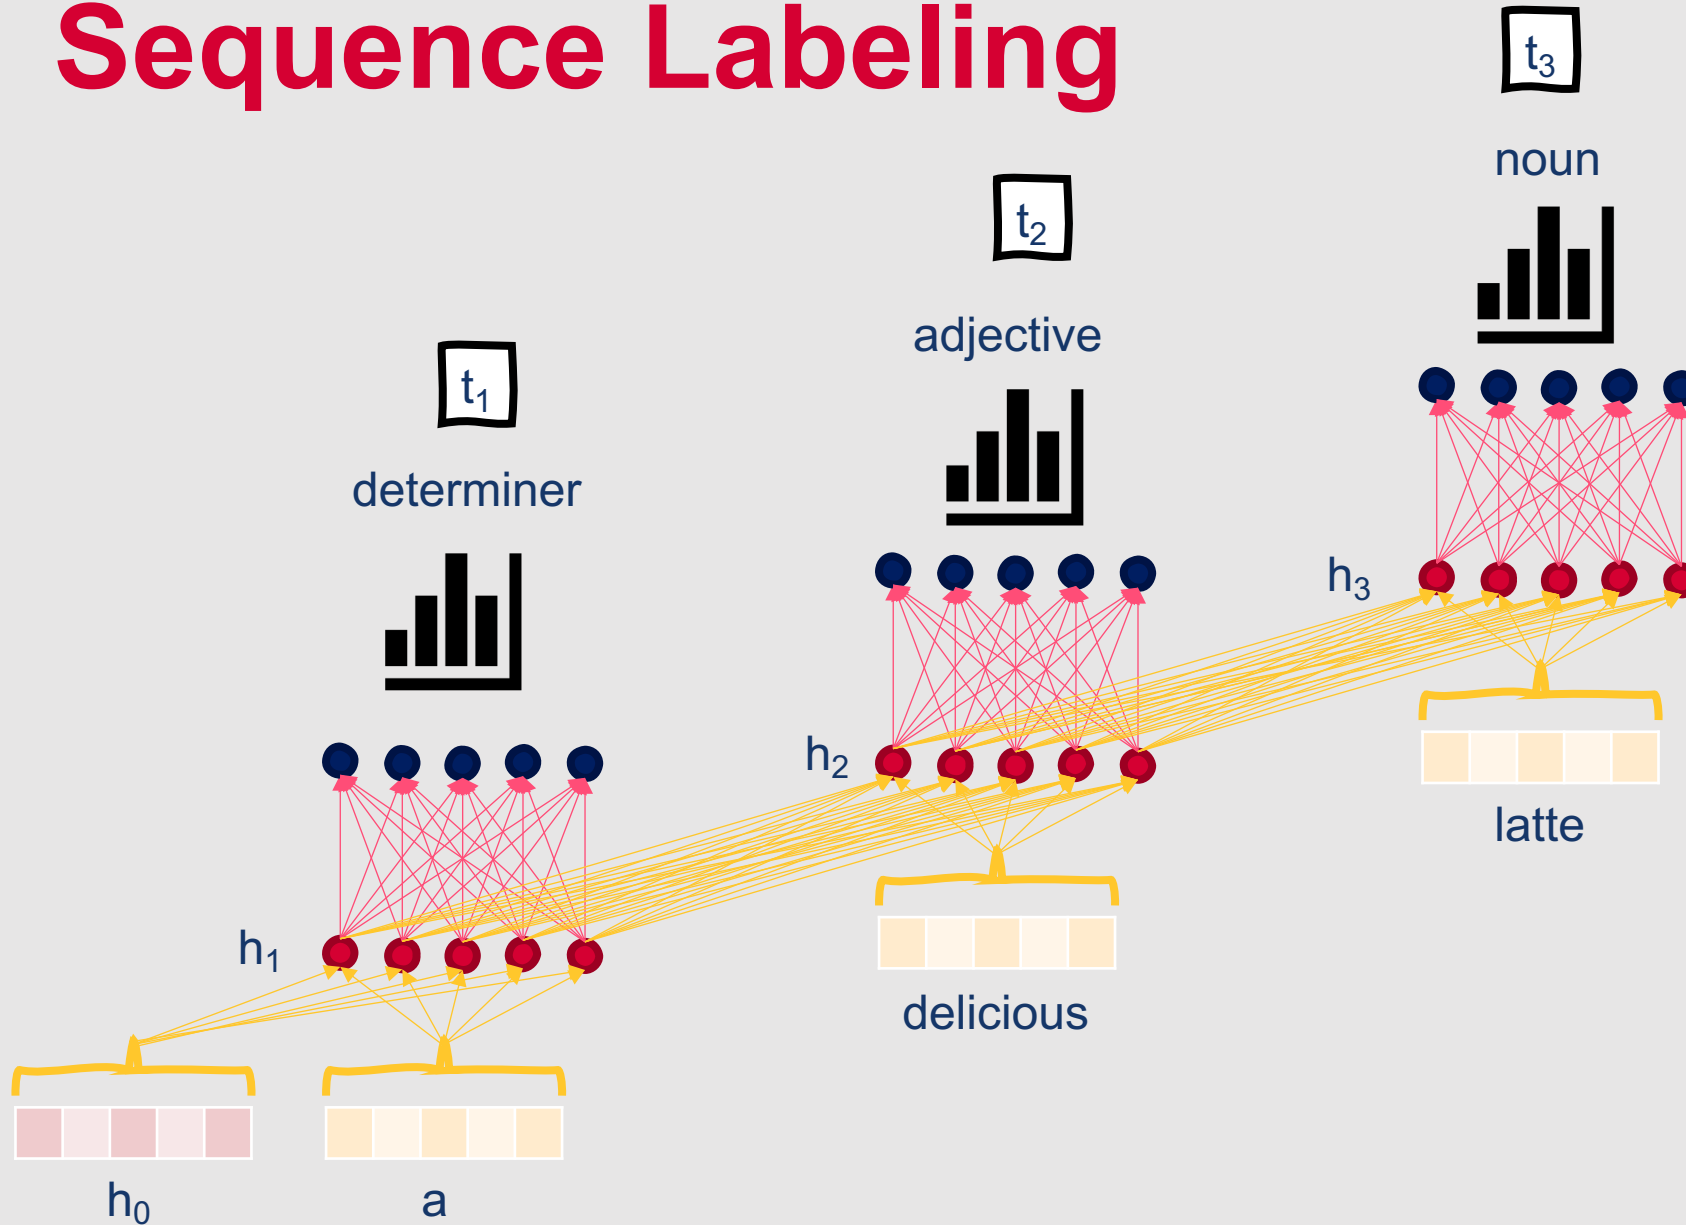 Sequence Labeling
t₃
noun
t₂
adjective
t₁
determiner
h₃
h₂
latte
h₁
delicious
h₀
a